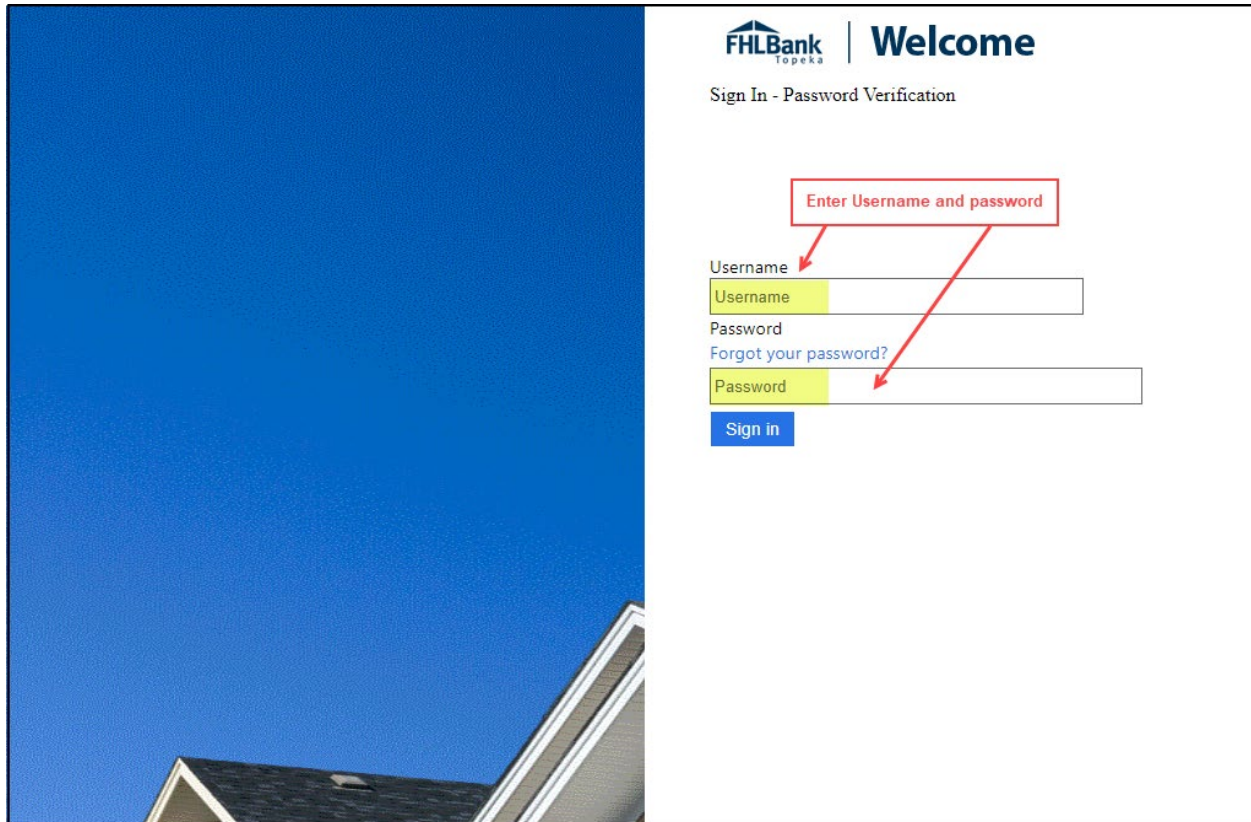 FHLBank
Topeka
Welcome
Sign In - Password Verification
Enter Username and password
Username
Username
Password
Forgot your password?
Password
Sign in